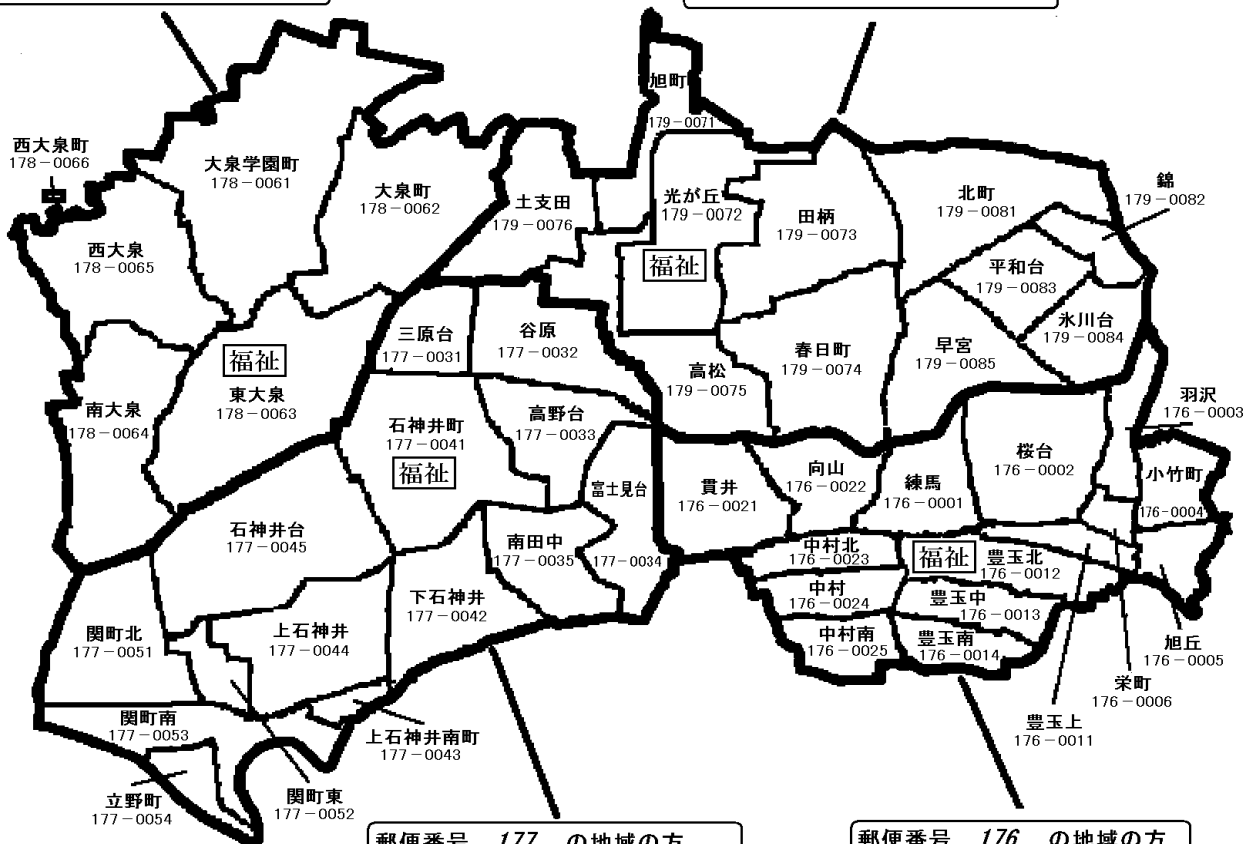 旭町
179-0071
西大泉町
178-0066
大泉学園町
178-0061
大泉町
178-0062
土支田
179-0076
光が丘
179-0072
福祉
田柄
179-0073
北町
179-0081
錦
179-0082
西大泉
178-0065
平和台
179-0083
氷川台
179-0084
三原台
177-0031
谷原
177-0032
春日町
179-0074
早宮
179-0085
高松
179-0075
福祉
東大泉
178-0063
南大泉
178-0064
石神井町
177-0041
福祉
高野台
177-0033
羽沢
176-0003
桜台
176-0002
小竹町
176-0004
向山
176-0022
練馬
176-0001
貫井
176-0021
富士見台
177-0034
石神井台
177-0045
南田中
177-0035
中村北
176-0023
福祉
豊玉北
176-0012
中村
176-0024
豊玉中
176-0013
下石神井
177-0042
中村南
176-0025
豊玉南
176-0014
関町北
177-0051
上石神井
177-0044
旭丘
176-0005
栄町
176-0006
豊玉上
176-0011
関町南
177-0053
上石神井南町
177-0043
立野町
177-0054
関町東
177-0052
郵便番号 177 の地域の方
郵便番号 176 の地域の方